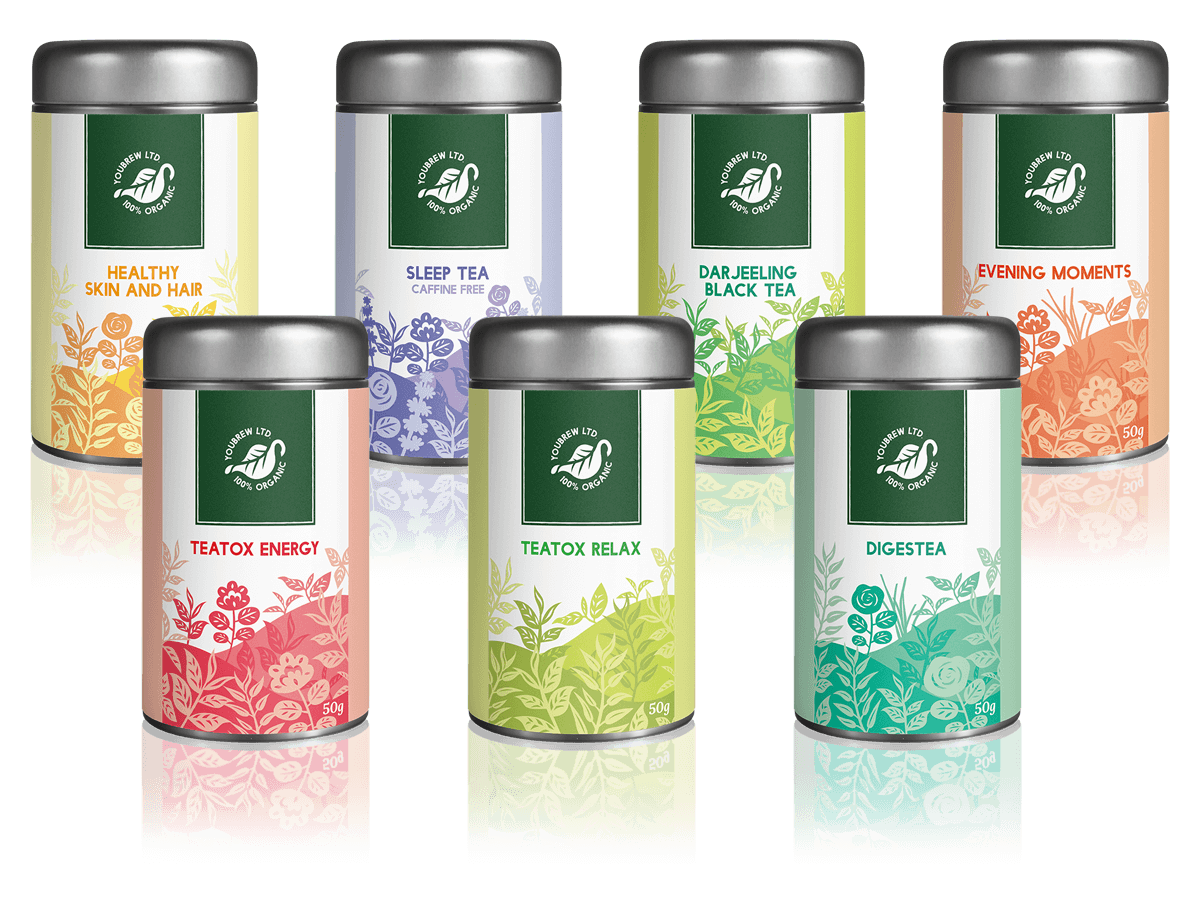 YOUBREW LTD
100% ORGANIC
HEALTHY
SKIN AND HAIR
YOUBREW LTD
100% ORGANIC
SLEEP TEA
CAFFINE FREE
YOUBREW LTD
100% ORGANIC
DARJEELING
BLACK TEA
YOUBREW LTD
100% ORGANIC
EVENING MOMENTS
50g
YOUBREW LTD
100% ORGANIC
TEATOX ENERGY
50g
YOUBREW LTD
100% ORGANIC
TEATOX RELAX
50g
YOUBREW LTD
100% ORGANIC
DIGESTEA
50g